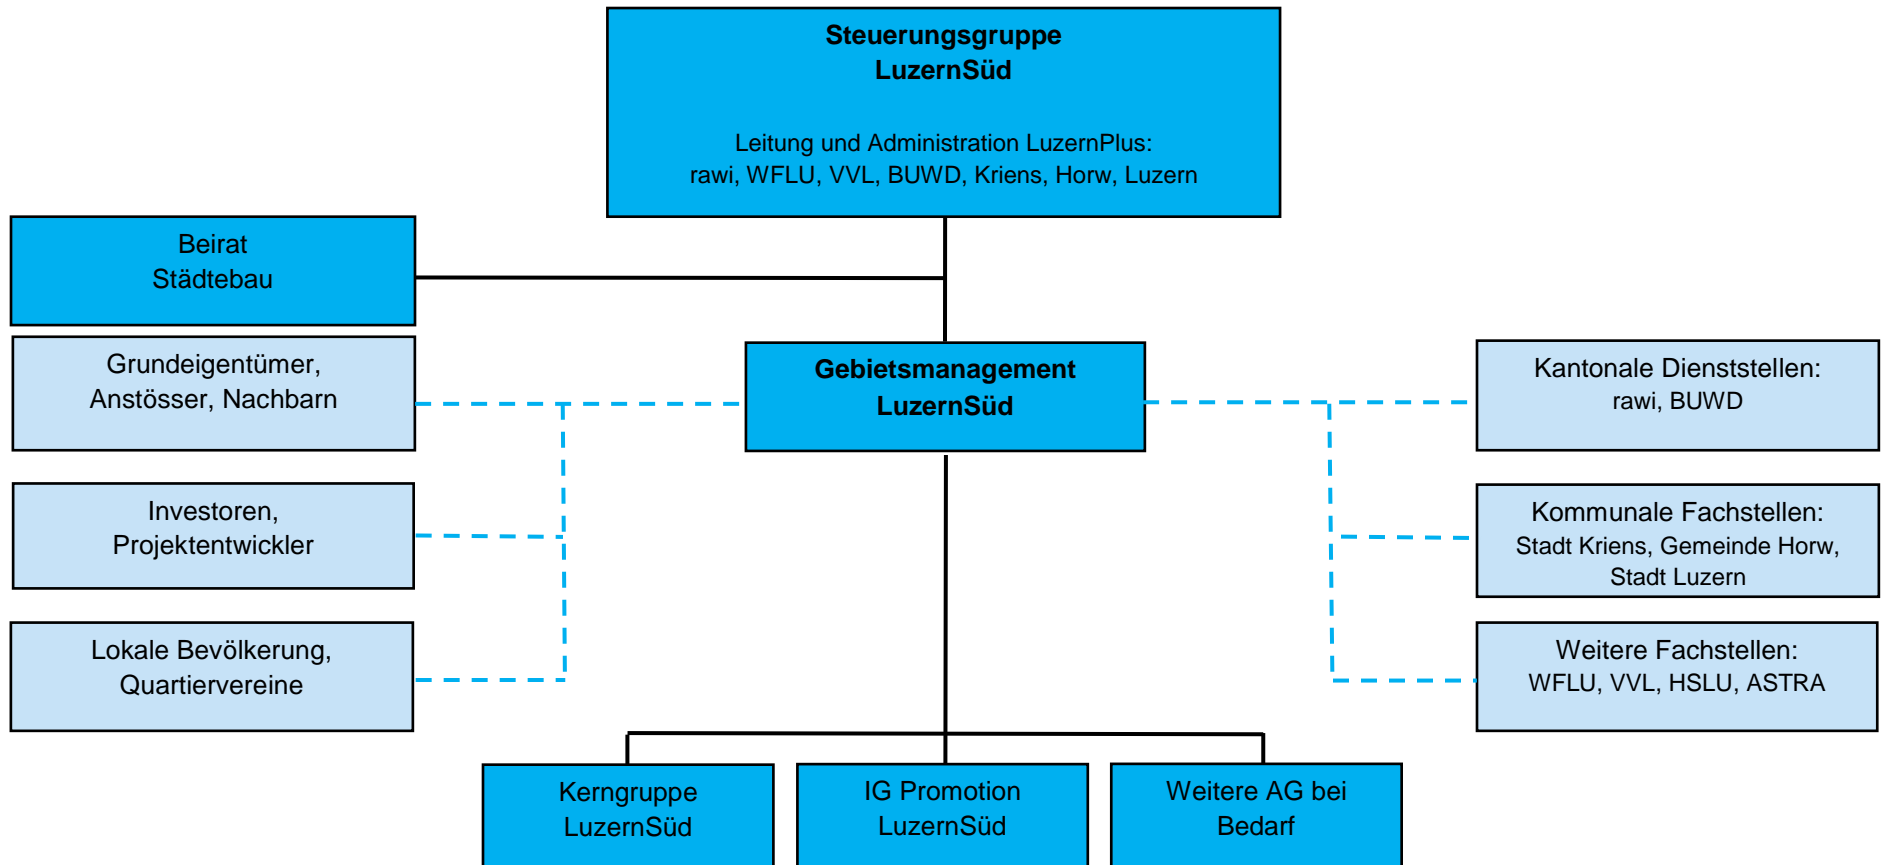 Steuerungsgruppe
LuzernSüd
Leitung und Administration LuzernPlus:
rawi, WFLU, VVL, BUWD, Kriens, Horw, Luzern
Beirat
Städtebau
Grundeigentümer,
Anstösser, Nachbarn
Gebietsmanagement
LuzernSüd
Kantonale Dienststellen:
rawi, BUWD
Investoren,
Projektentwickler
Kommunale Fachstellen:
Stadt Kriens, Gemeinde Horw,
Stadt Luzern
Lokale Bevölkerung,
Quartiervereine
Weitere Fachstellen:
WFLU, VVL, HSLU, ASTRA
Kerngruppe
LuzernSüd
IG Promotion
LuzernSüd
Weitere AG bei
Bedarf